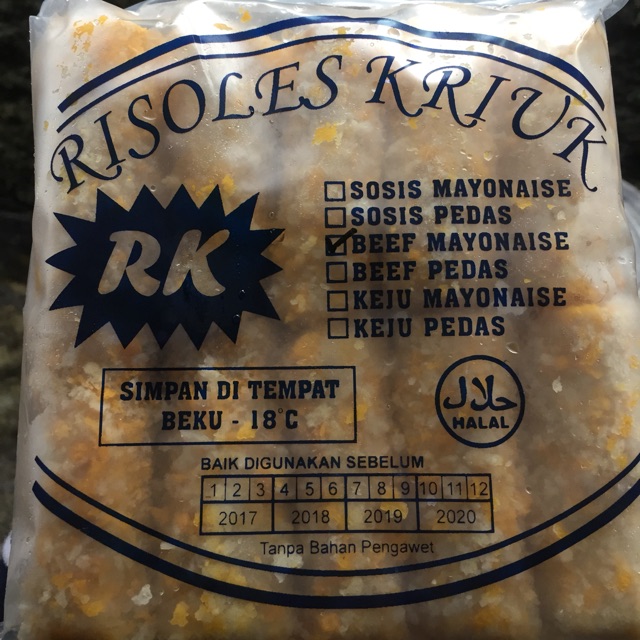 RISOLES KRIUK
RK
SOSIS MAYONAISE
SOSIS PEDAS
BEEF MAYONAISE
BEEF PEDAS
KEJU MAYONAISE
KEJU PEDAS
SIMPAN DI TEMPAT
BEKU - 18°C
حلال
HALAL
BAIK DIGUNAKAN SEBELUM
1 2 3 4 5 6 7 8 9 10 11 12
2017 2018 2019 2020
Tanpa Bahan Pengawet